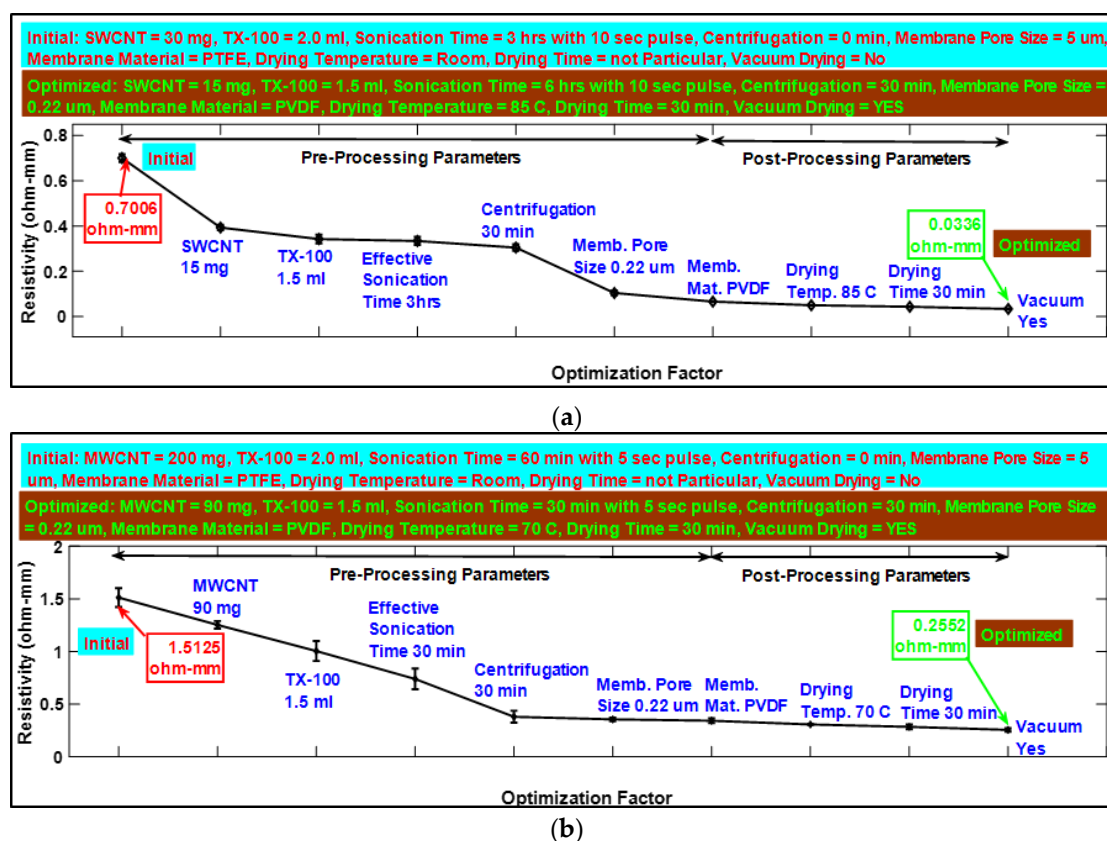 Initial: SWCNT = 30 mg, TX-100 = 2.0 ml, Sonication Time = 3 hrs with 10 sec pulse, Centrifugation = 0 min, Membrane Pore Size = 5 um,
Membrane Material = PTFE, Drying Temperature = Room, Drying Time = not Particular, Vacuum Drying = No
Optimized: SWCNT = 15 mg, TX-100 = 1.5 ml, Sonication Time = 6 hrs with 10 sec pulse, Centrifugation = 30 min, Membrane Pore Size =
0.22 um, Membrane Material = PVDF, Drying Temperature = 85 C, Drying Time = 30 min, Vacuum Drying = YES
Resistivity (ohm-mm)
0.8
0.6
0.4
0.2
0
Pre-Processing Parameters
Post-Processing Parameters
Initial
0.7006
ohm-mm
SWCNT
15 mg
TX-100
1.5 ml
Effective
Sonication
Time 3hrs
Centrifugation
30 min
Memb. Pore
Size 0.22 um
Memb.
Mat. PVDF
Drying
Temp. 85 C
Drying
Time 30 min
0.0336
ohm-mm
Optimized
Vacuum
Yes
Optimization Factor
(a)
Initial: MWCNT = 200 mg, TX-100 = 2.0 ml, Sonication Time = 60 min with 5 sec pulse, Centrifugation = 0 min, Membrane Pore Size = 5
um, Membrane Material = PTFE, Drying Temperature = Room, Drying Time = not Particular, Vacuum Drying = No
Optimized: MWCNT = 90 mg, TX-100 = 1.5 ml, Sonication Time = 30 min with 5 sec pulse, Centrifugation = 30 min, Membrane Pore Size
= 0.22 um, Membrane Material = PVDF, Drying Temperature = 70 C, Drying Time = 30 min, Vacuum Drying = YES
Resistivity (ohm-mm)
2
1.5
1
0.5
0
Pre-Processing Parameters
Post-Processing Parameters
Initial
1.5125
ohm-mm
MWCNT
90 mg
TX-100
1.5 ml
Effective
Sonication
Time 30 min
Centrifugation
30 min
Memb. Pore
Size 0.22 um
Memb.
Mat. PVDF
Drying
Temp. 70 C
Drying
Time 30 min
0.2552
ohm-mm
Optimized
Vacuum
Yes
Optimization Factor
(b)